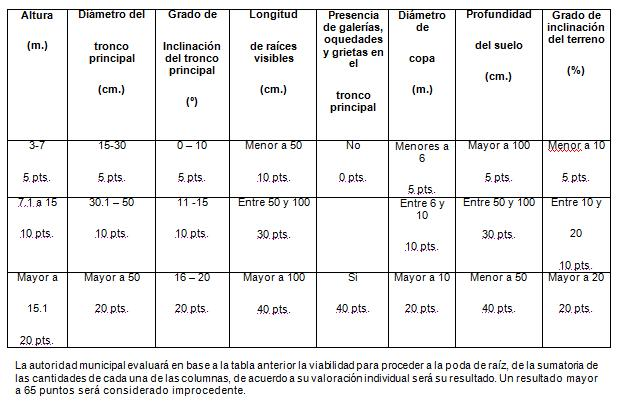 Altura
(m.)
Diámetro del
tronco
principal
(cm.)
Grado de
Inclinación
del tronco
principal
(º)
Longitud
de raíces
visibles
(cm.)
Presencia
de galerías,
oquedades
y grietas en
el
tronco
principal
Diámetro
de
copa
(m.)
Profundidad
del suelo
(cm.)
Grado de
inclinación
del terreno
(%)
3-7
5 pts.
15-30
5 pts.
0 – 10
5 pts.
Menor a 50
10 pts.
No
0 pts.
Menores a
6
5 pts.
Mayor a 100
5 pts.
Menor a 10
5 pts.
7.1 a 15
10 pts.
30.1 – 50
10 pts.
11 -15
10 pts.
Entre 50 y 100
30 pts.
Entre 6 y
10
10 pts.
Entre 50 y 100
30 pts.
Entre 10 y
20
10 pts.
Mayor a
15.1
20 pts.
Mayor a 50
20 pts.
16 – 20
20 pts.
Mayor a 100
40 pts.
Si
40 pts.
Mayor a 10
20 pts.
Menor a 50
40 pts.
Mayor a 20
20 pts.
La autoridad municipal evaluará en base a la tabla anterior la viabilidad para proceder a la poda de raíz, de la sumatoria de
las cantidades de cada una de las columnas, de acuerdo a su valoración individual será su resultado. Un resultado mayor
a 65 puntos será considerado improcedente.